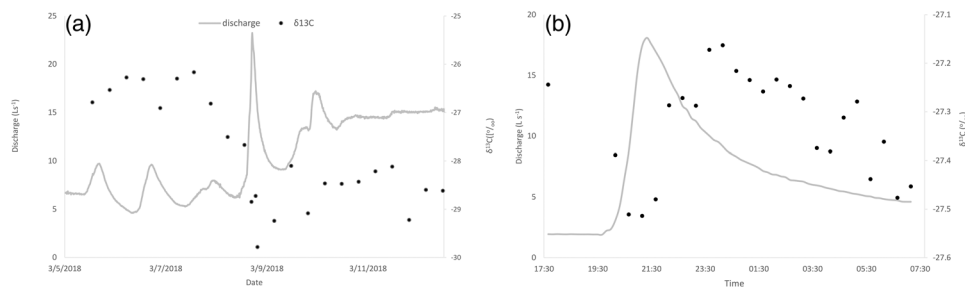 (a)
discharge δ13C
25
20
15
10
5
0
Discharge (Ls⁻¹)
-25
-26
-27
-28
-29
-30
δ¹³C(⁰/₀₀)
3/5/2018 3/7/2018 3/9/2018 3/11/2018
Date
(b)
20
15
10
5
0
Discharge (L s⁻¹)
-27.1
-27.2
-27.3
-27.4
-27.5
-27.6
17:30 19:30 21:30 23:30 01:30 03:30 05:30 07:30
Time